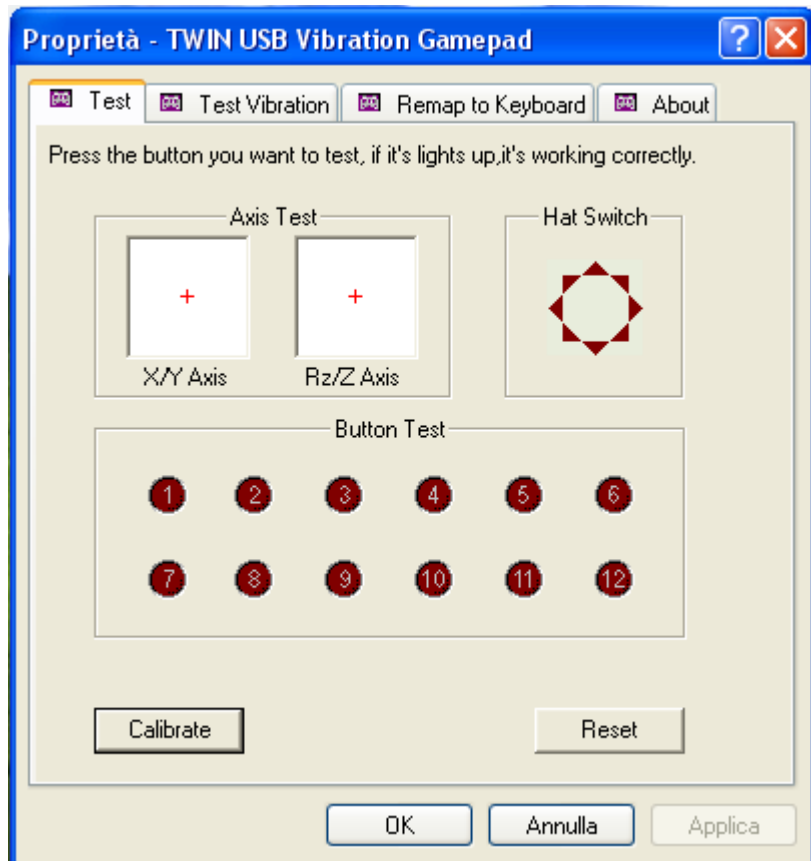 Proprietà - TWIN USB Vibration Gamepad
Test Test Vibration Remap to Keyboard About
Press the button you want to test, if it's lights up,it's working correctly.
Axis Test Hat Switch
X/Y Axis Rz/Z Axis
Button Test
1 2 3 4 5 6
7 8 9 10 11 12
Calibrate Reset
OK Annulla Applica